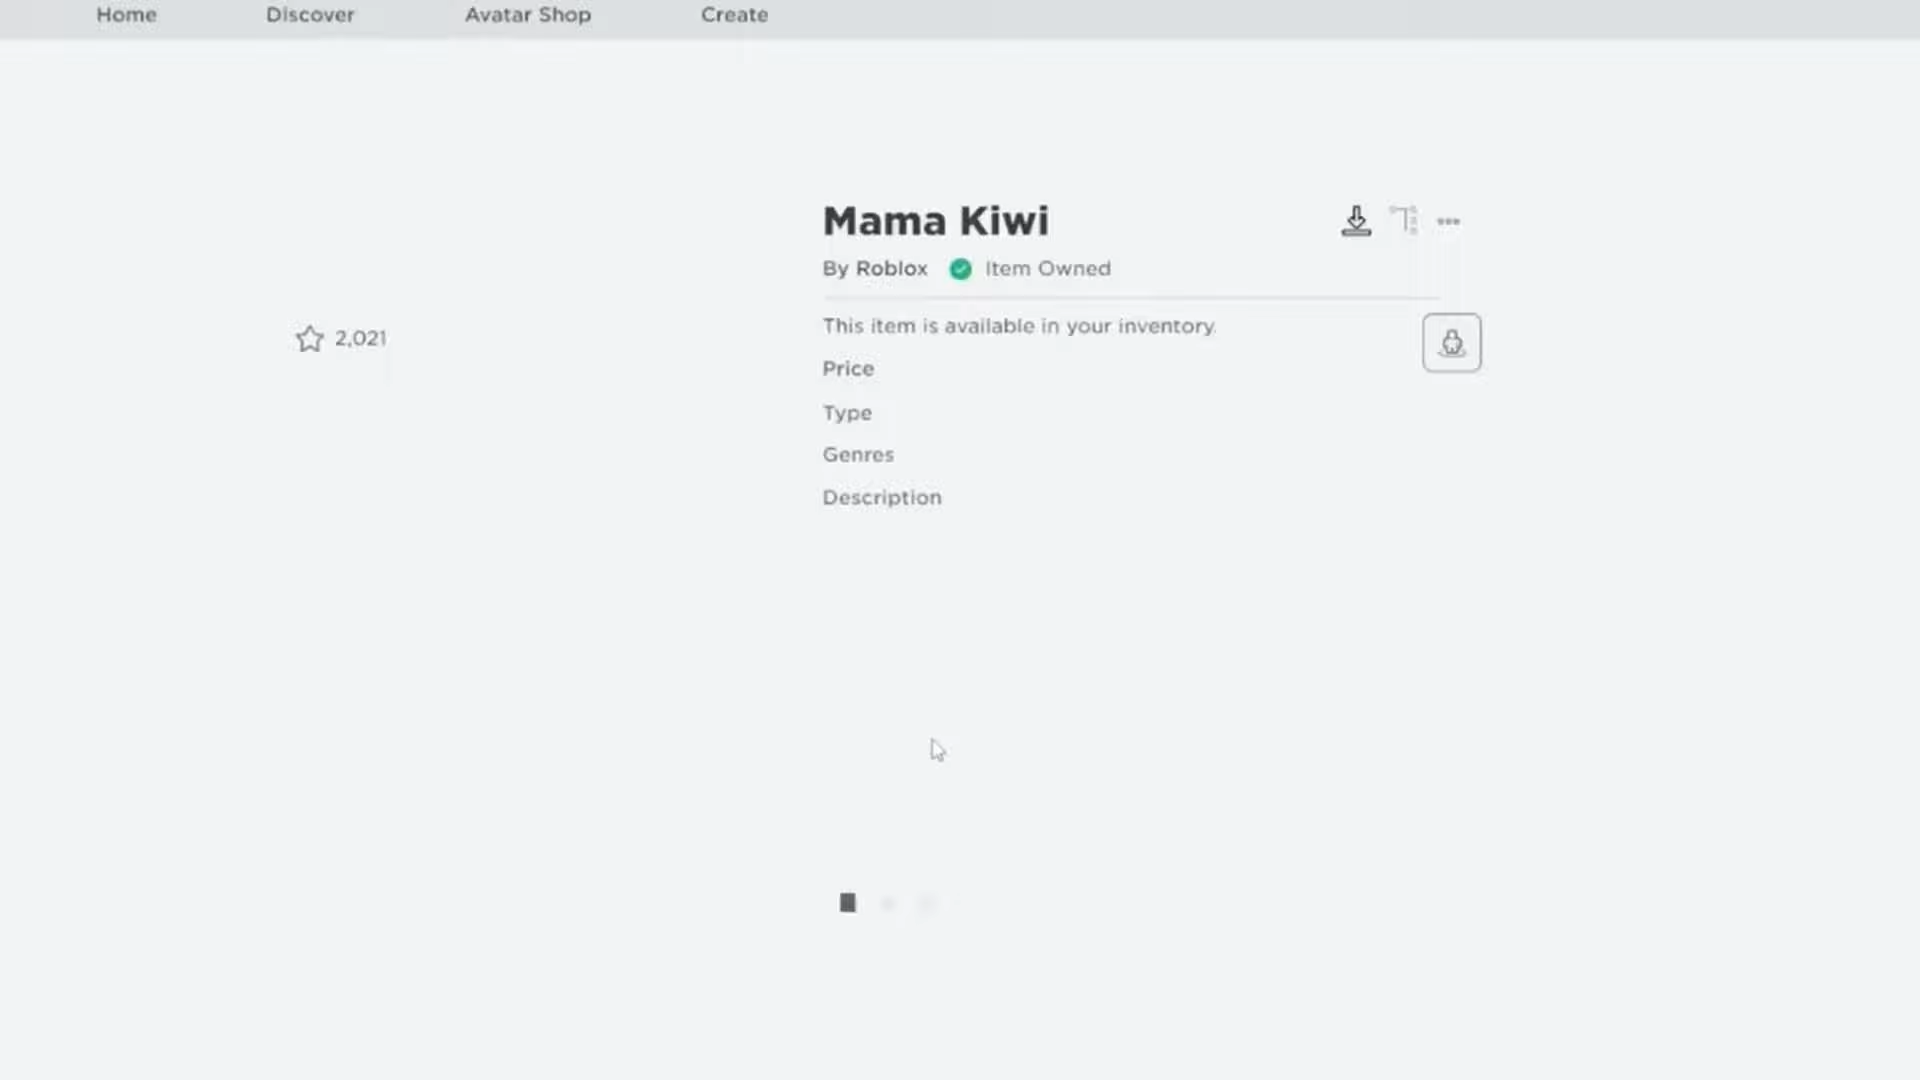 Home Discover Avatar Shop Create
Mama Kiwi
By Roblox Item Owned
This item is available in your inventory.
2,021
Price
Type
Genres
Description